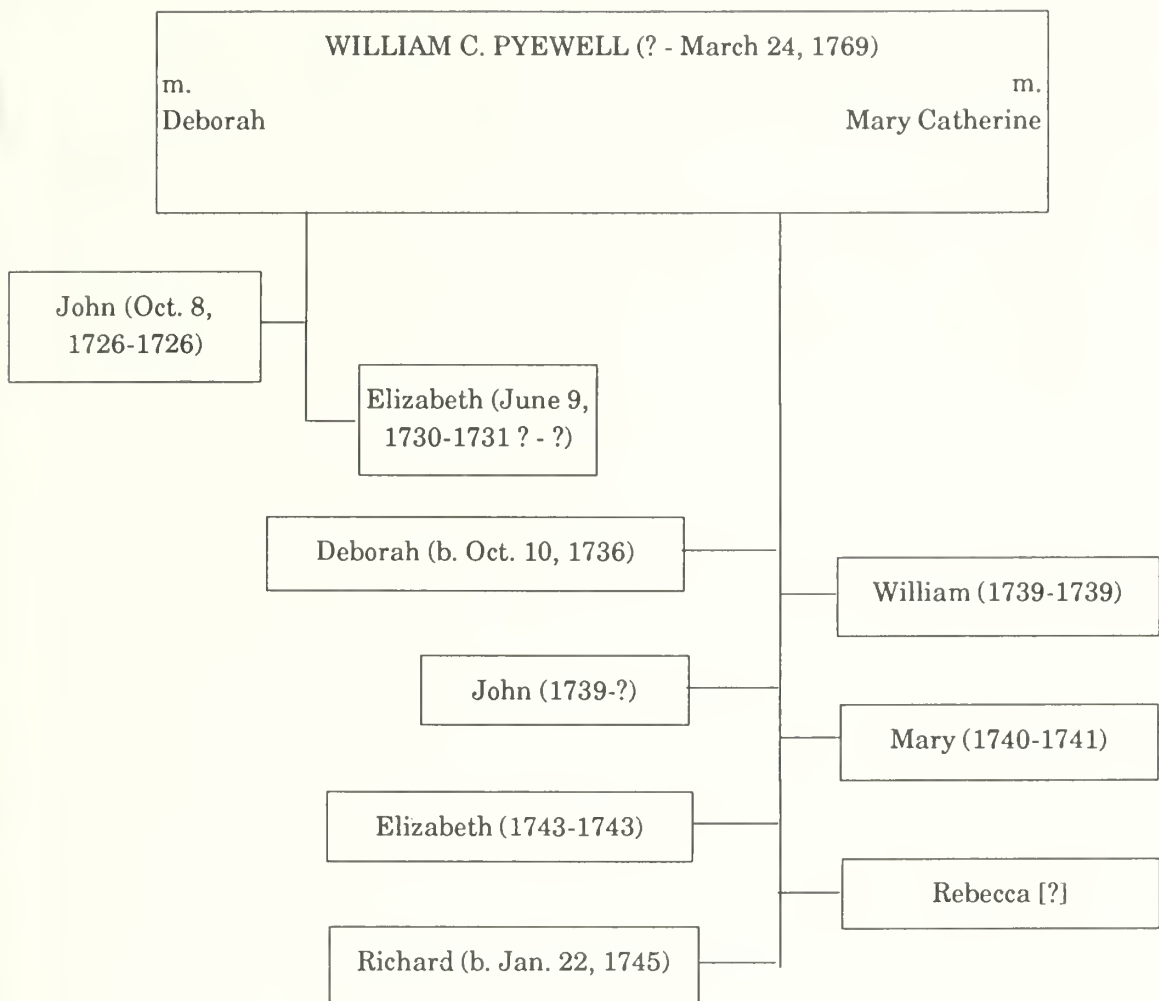 WILLIAM C. PYEWELL (? - March 24, 1769)
m.
Deborah
m.
Mary Catherine
John (Oct. 8,
1726-1726)
Elizabeth (June 9,
1730-1731 ? - ?)
Deborah (b. Oct. 10, 1736)
William (1739-1739)
John (1739-?)
Mary (1740-1741)
Elizabeth (1743-1743)
Rebecca [?]
Richard (b. Jan. 22, 1745)